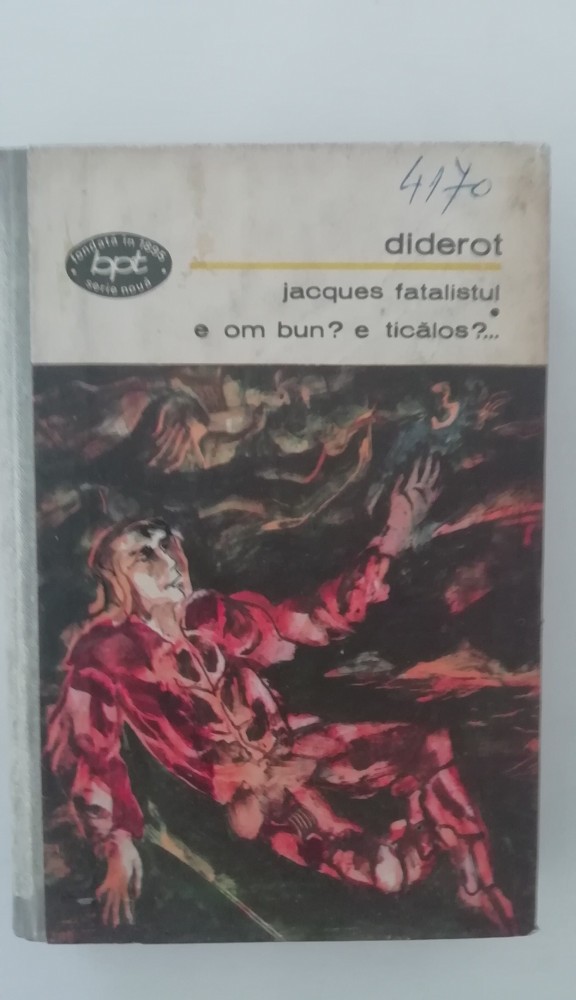 4170
diderot
fondată în 1895
bpt
serie nouă
jacques fatalistul
•
e om bun? e ticălos?...